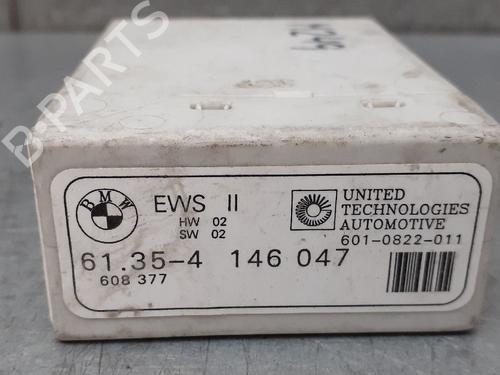 B-PARTS
BMW
EWS II
HW 02
SW 02
UNITED
TECHNOLOGIES
AUTOMOTIVE
601-0822-011
61.35-4 146 047
608 377